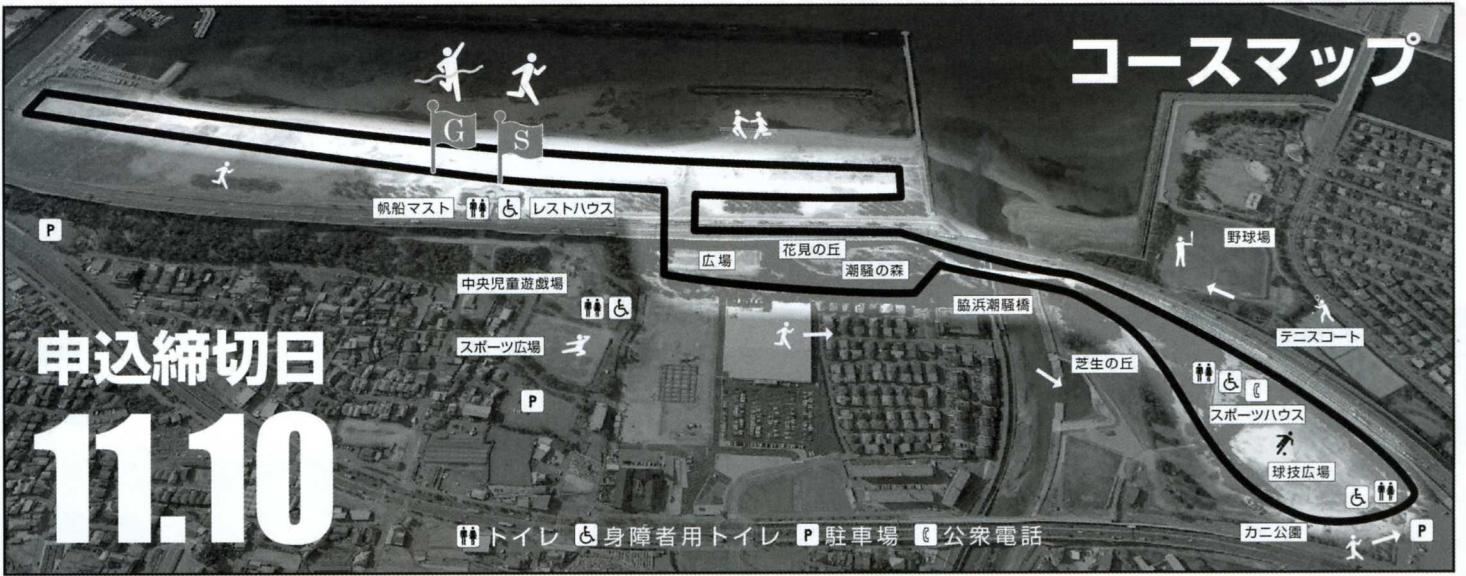 コースマップ
G
S
帆船マスト
レストハウス
P
広場
花見の丘
潮騒の森
野球場
中央児童遊戯場
脇浜潮騒橋
スポーツ広場
テニスコート
芝生の丘
P
スポーツハウス
球技広場
カニ公園
P
申込締切日
11.10
トイレ 身障者用トイレ P 駐車場 公衆電話